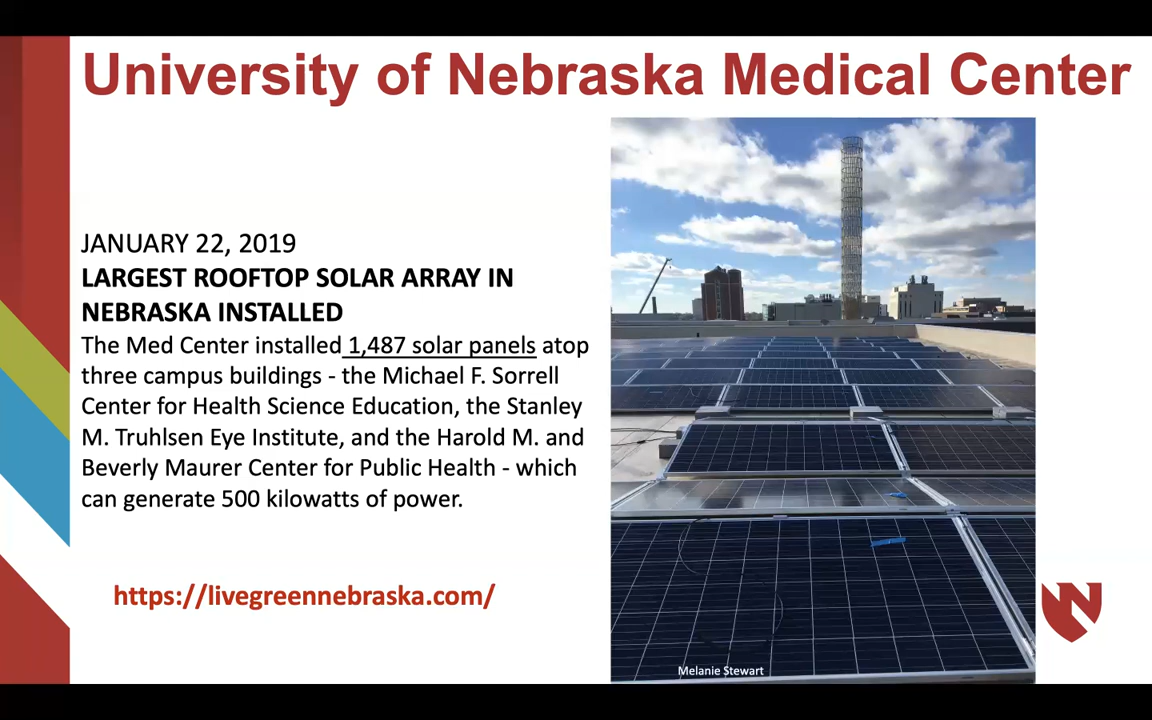 University of Nebraska Medical Center
JANUARY 22, 2019
LARGEST ROOFTOP SOLAR ARRAY IN
NEBRASKA INSTALLED
The Med Center installed 1,487 solar panels atop
three campus buildings - the Michael F. Sorrell
Center for Health Science Education, the Stanley
M. Truhlsen Eye Institute, and the Harold M. and
Beverly Maurer Center for Public Health - which
can generate 500 kilowatts of power.
https://livegreennebraska.com/
Melanie Stewart